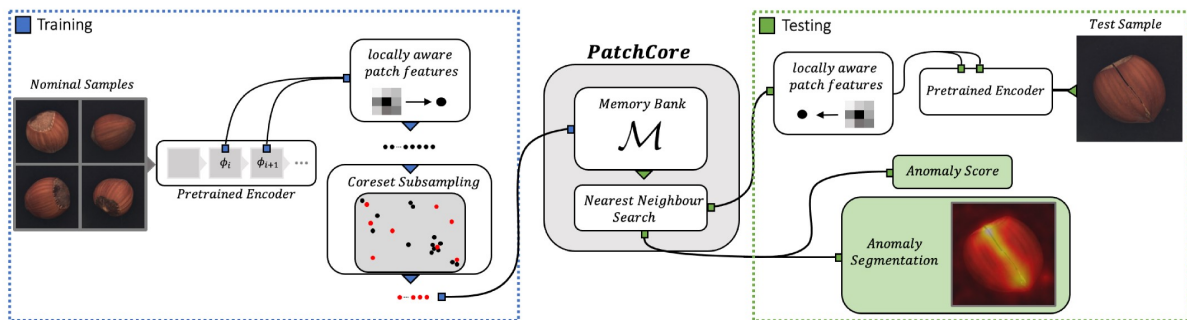 Training
Nominal Samples
ϕi
ϕi+1
...
Pretrained Encoder
locally aware
patch features
Coreset Subsampling
PatchCore
Memory Bank
ℳ
Nearest Neighbour
Search
Testing
locally aware
patch features
Pretrained Encoder
Test Sample
Anomaly Score
Anomaly
Segmentation